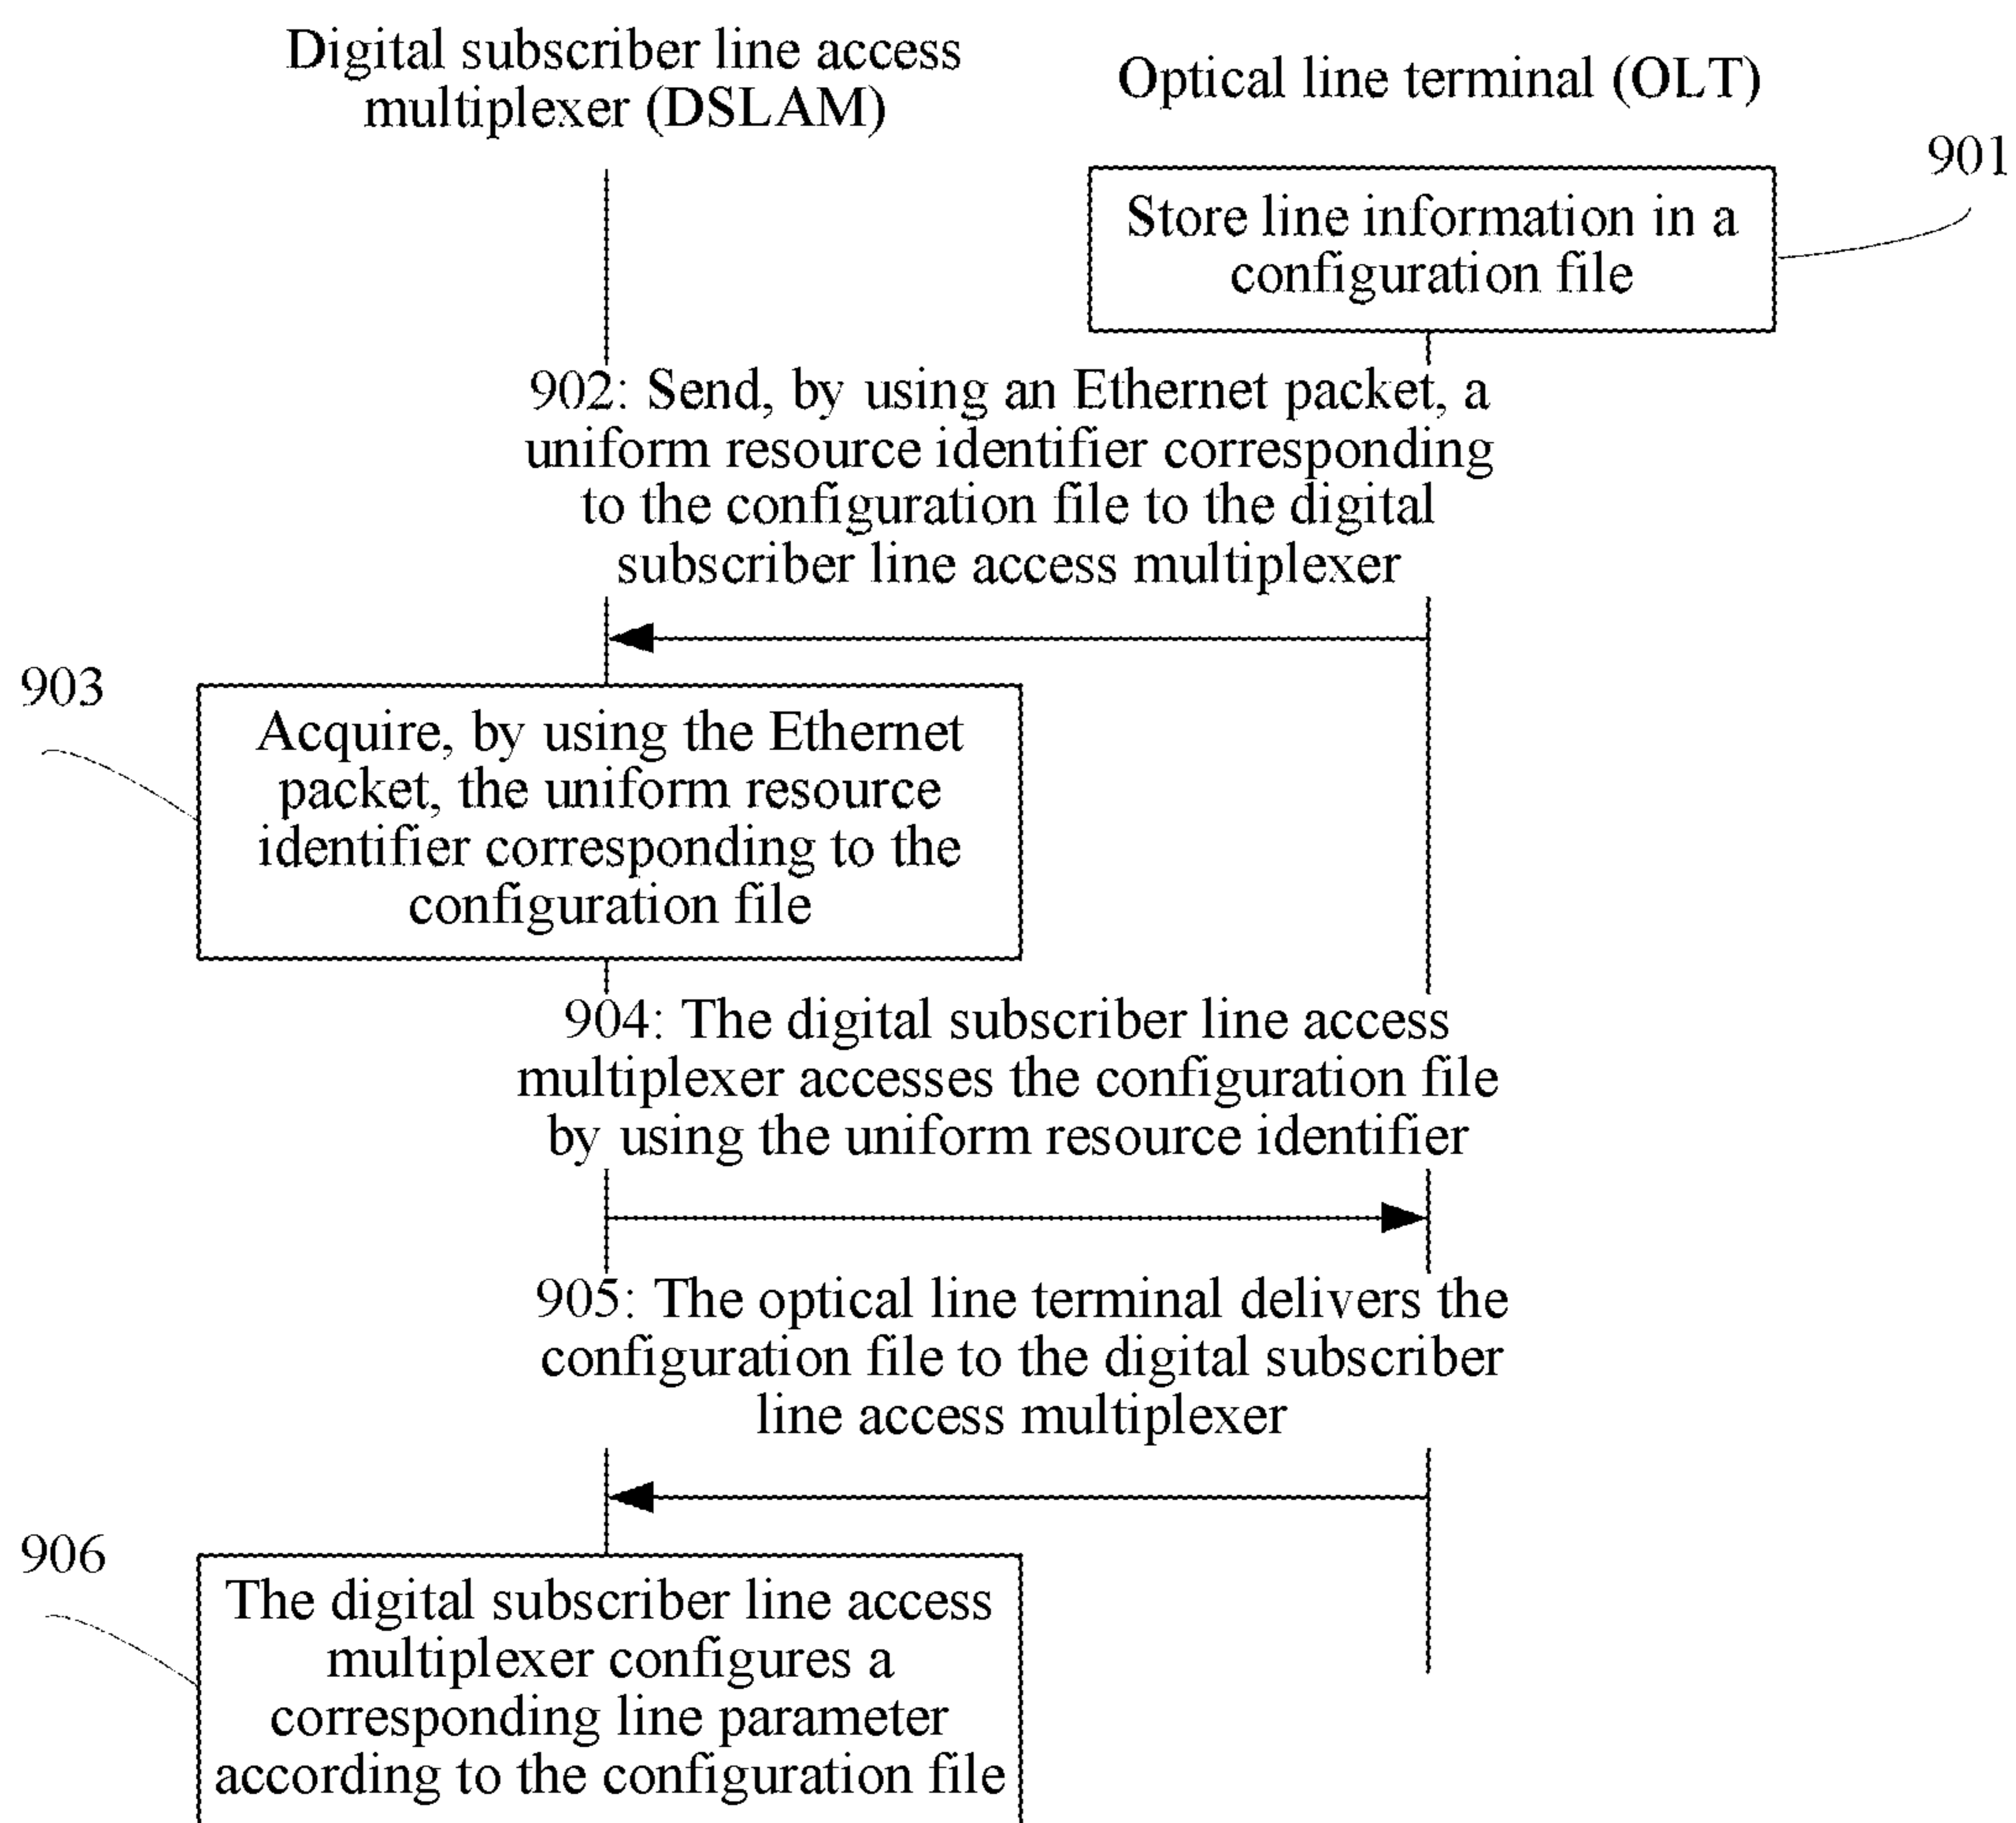 Digital subscriber line access
multiplexer (DSLAM)
Optical line terminal (OLT)
901
Store line information in a
configuration file
902: Send, by using an Ethernet packet, a
uniform resource identifier corresponding
to the configuration file to the digital
subscriber line access multiplexer
903
Acquire, by using the Ethernet
packet, the uniform resource
identifier corresponding to the
configuration file
904: The digital subscriber line access
multiplexer accesses the configuration file
by using the uniform resource identifier
905: The optical line terminal delivers the
configuration file to the digital subscriber
line access multiplexer
906
The digital subscriber line access
multiplexer configures a
corresponding line parameter
according to the configuration file